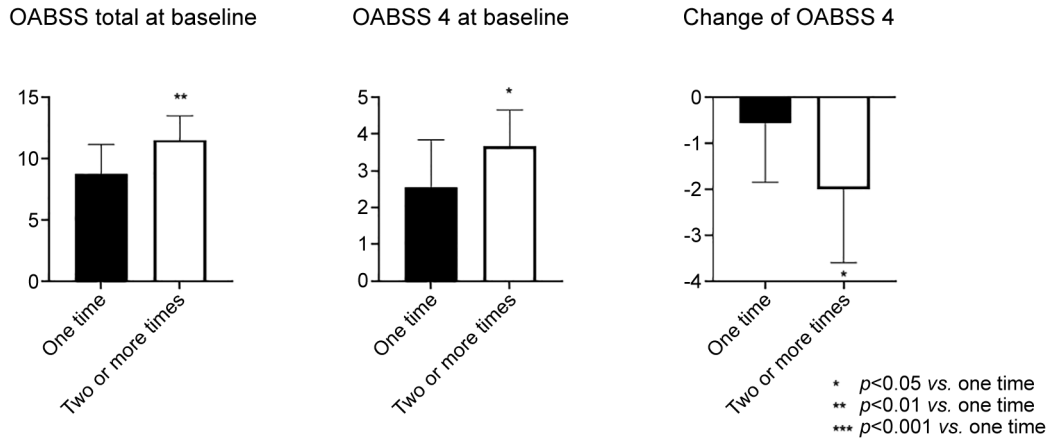 OABSS total at baseline
15
10
5
0
**
One time
Two or more times
OABSS 4 at baseline
5
4
3
2
1
0
*
One time
Two or more times
Change of OABSS 4
0
-1
-2
-3
-4
*
One time
Two or more times
* p<0.05 vs. one time
** p<0.01 vs. one time
*** p<0.001 vs. one time